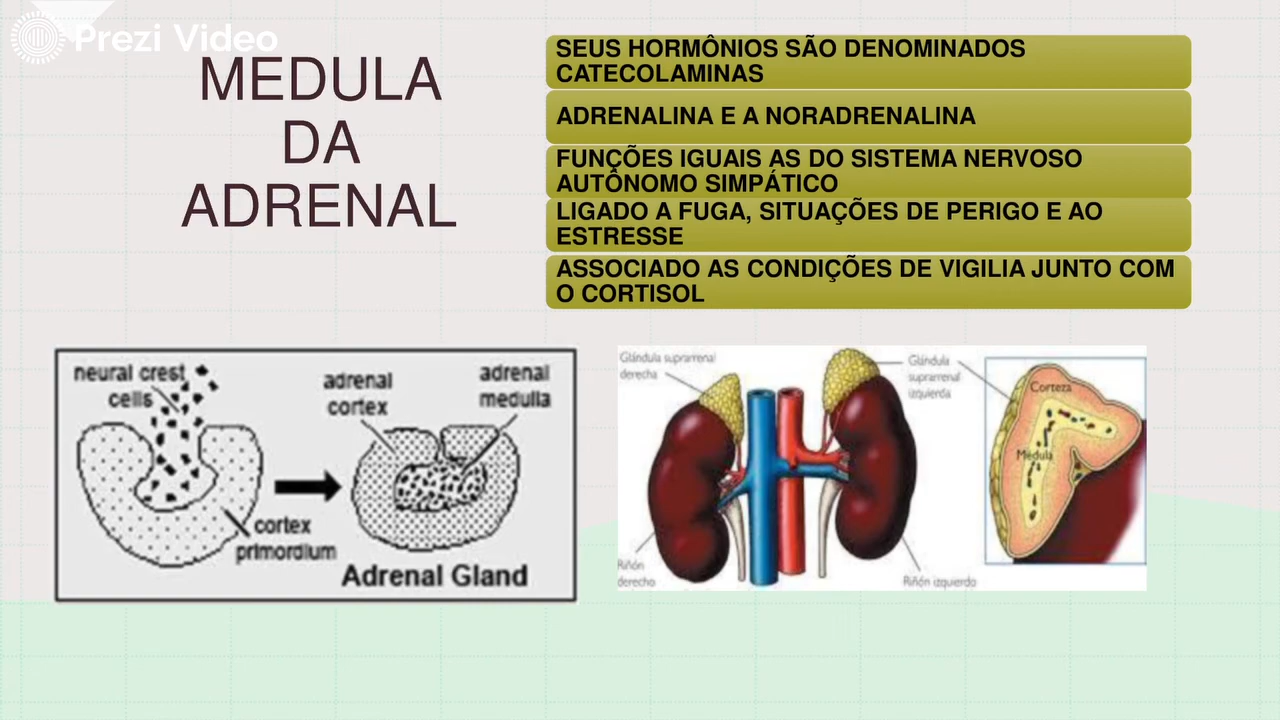 Prezi Video
MEDULA
DA
ADRENAL
SEUS HORMÔNIOS SÃO DENOMINADOS
CATECOLAMINAS
ADRENALINA E A NORADRENALINA
FUNÇÕES IGUAIS AS DO SISTEMA NERVOSO
AUTÔNOMO SIMPÁTICO
LIGADO A FUGA, SITUAÇÕES DE PERIGO E AO
ESTRESSE
ASSOCIADO AS CONDIÇÕES DE VIGILIA JUNTO COM
O CORTISOL
neural crest
cells
adrenal
cortex
adrenal
medulla
cortex
primordium
Adrenal Gland
Glándula suprarrenal
derecha
Glándula
suprarrenal
izquierda
Corteza
Médula
Riñón
derecho
Riñón izquierdo